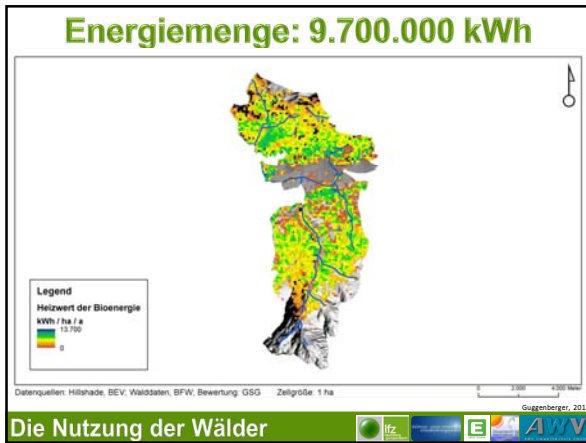 Energiemenge: 9.700.000 kWh
Legend
Heizwert der Bioenergie
kWh / ha / a
13.700
0
Datenquellen: Hillshade, BEV; Walddaten, BFW; Bewertung: GSG Zellgröße: 1 ha
0 2.000 4.000 Meter
Guggenberger, 201
Die Nutzung der Wälder
lfz
E
AWV